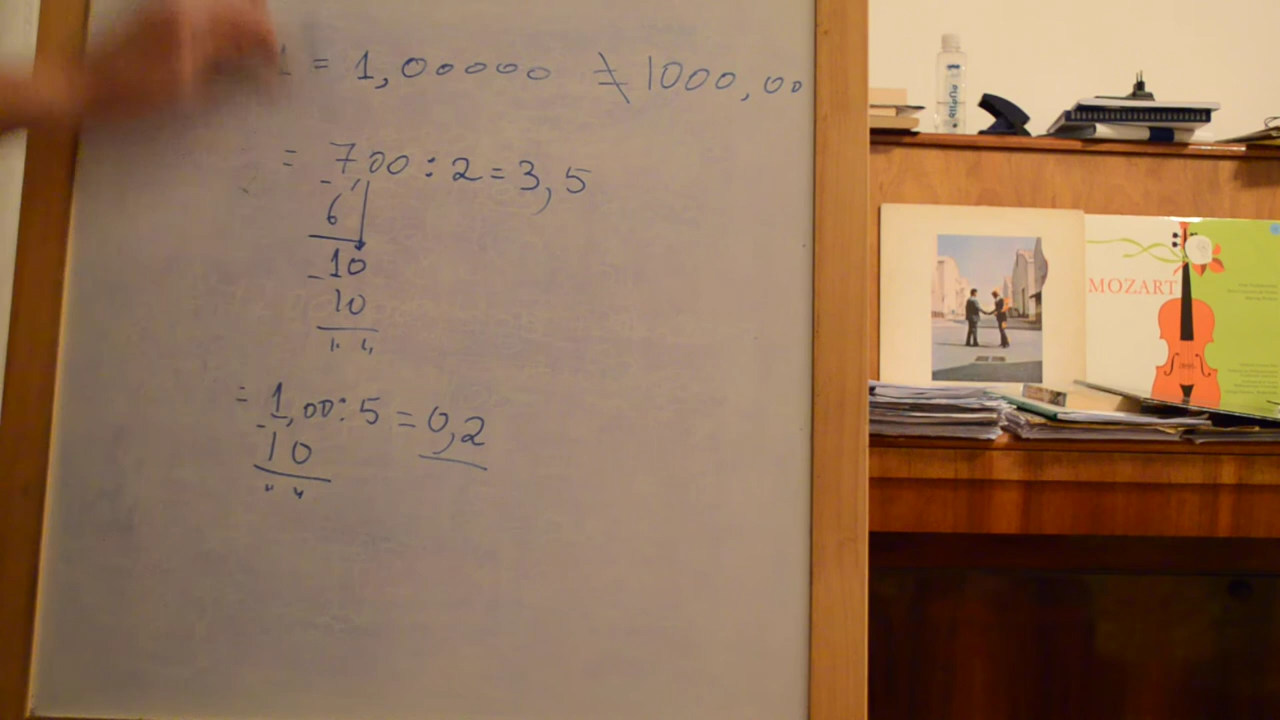 1 = 1,00000 ≠ 1000,00
= 7,00 : 2 = 3,5
- 6
10
- 10
= 1,00 : 5 = 0,2
- 10
MOZART